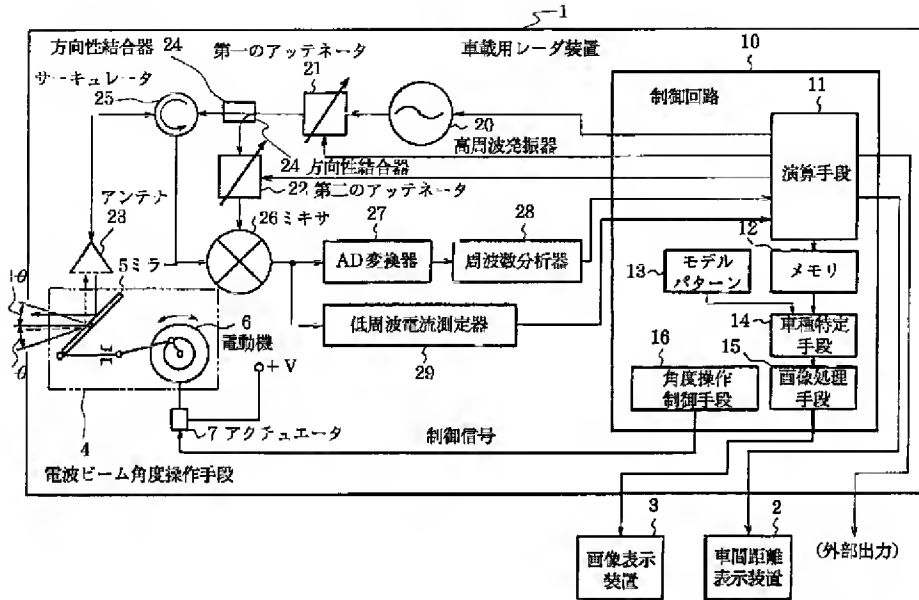 1
方向性結合器 24
第一のアッテネータ
車載用レーダ装置
10
サーキュレータ
21
制御回路
11
25
20
高周波発振器
演算手段
24 方向性結合器
22 第二のアッテネータ
アンテナ
23
26 ミキサ
27
28
12
5 ミラ
AD変換器
周波数分析器
13
モデル
パターン
メモリ
θ
θ
6
電動機
低周波電流測定器
14
車種特定
手段
+V
29
16
15
角度操作
制御手段
画像処理
手段
4
7 アクチュエータ
制御信号
電波ビーム角度操作手段
3
2
画像表示
装置
車間距離
表示装置
(外部出力)